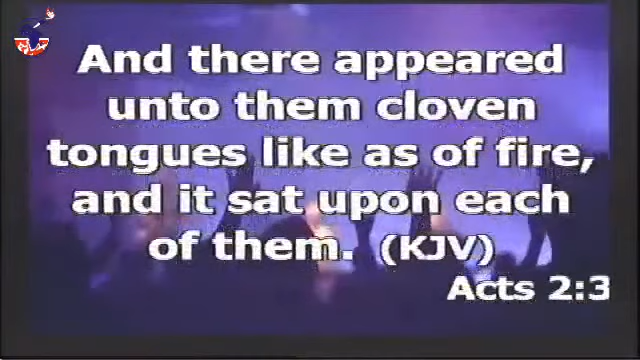 And there appeared
unto them cloven
tongues like as of fire,
and it sat upon each
of them. (KJV)
Acts 2:3